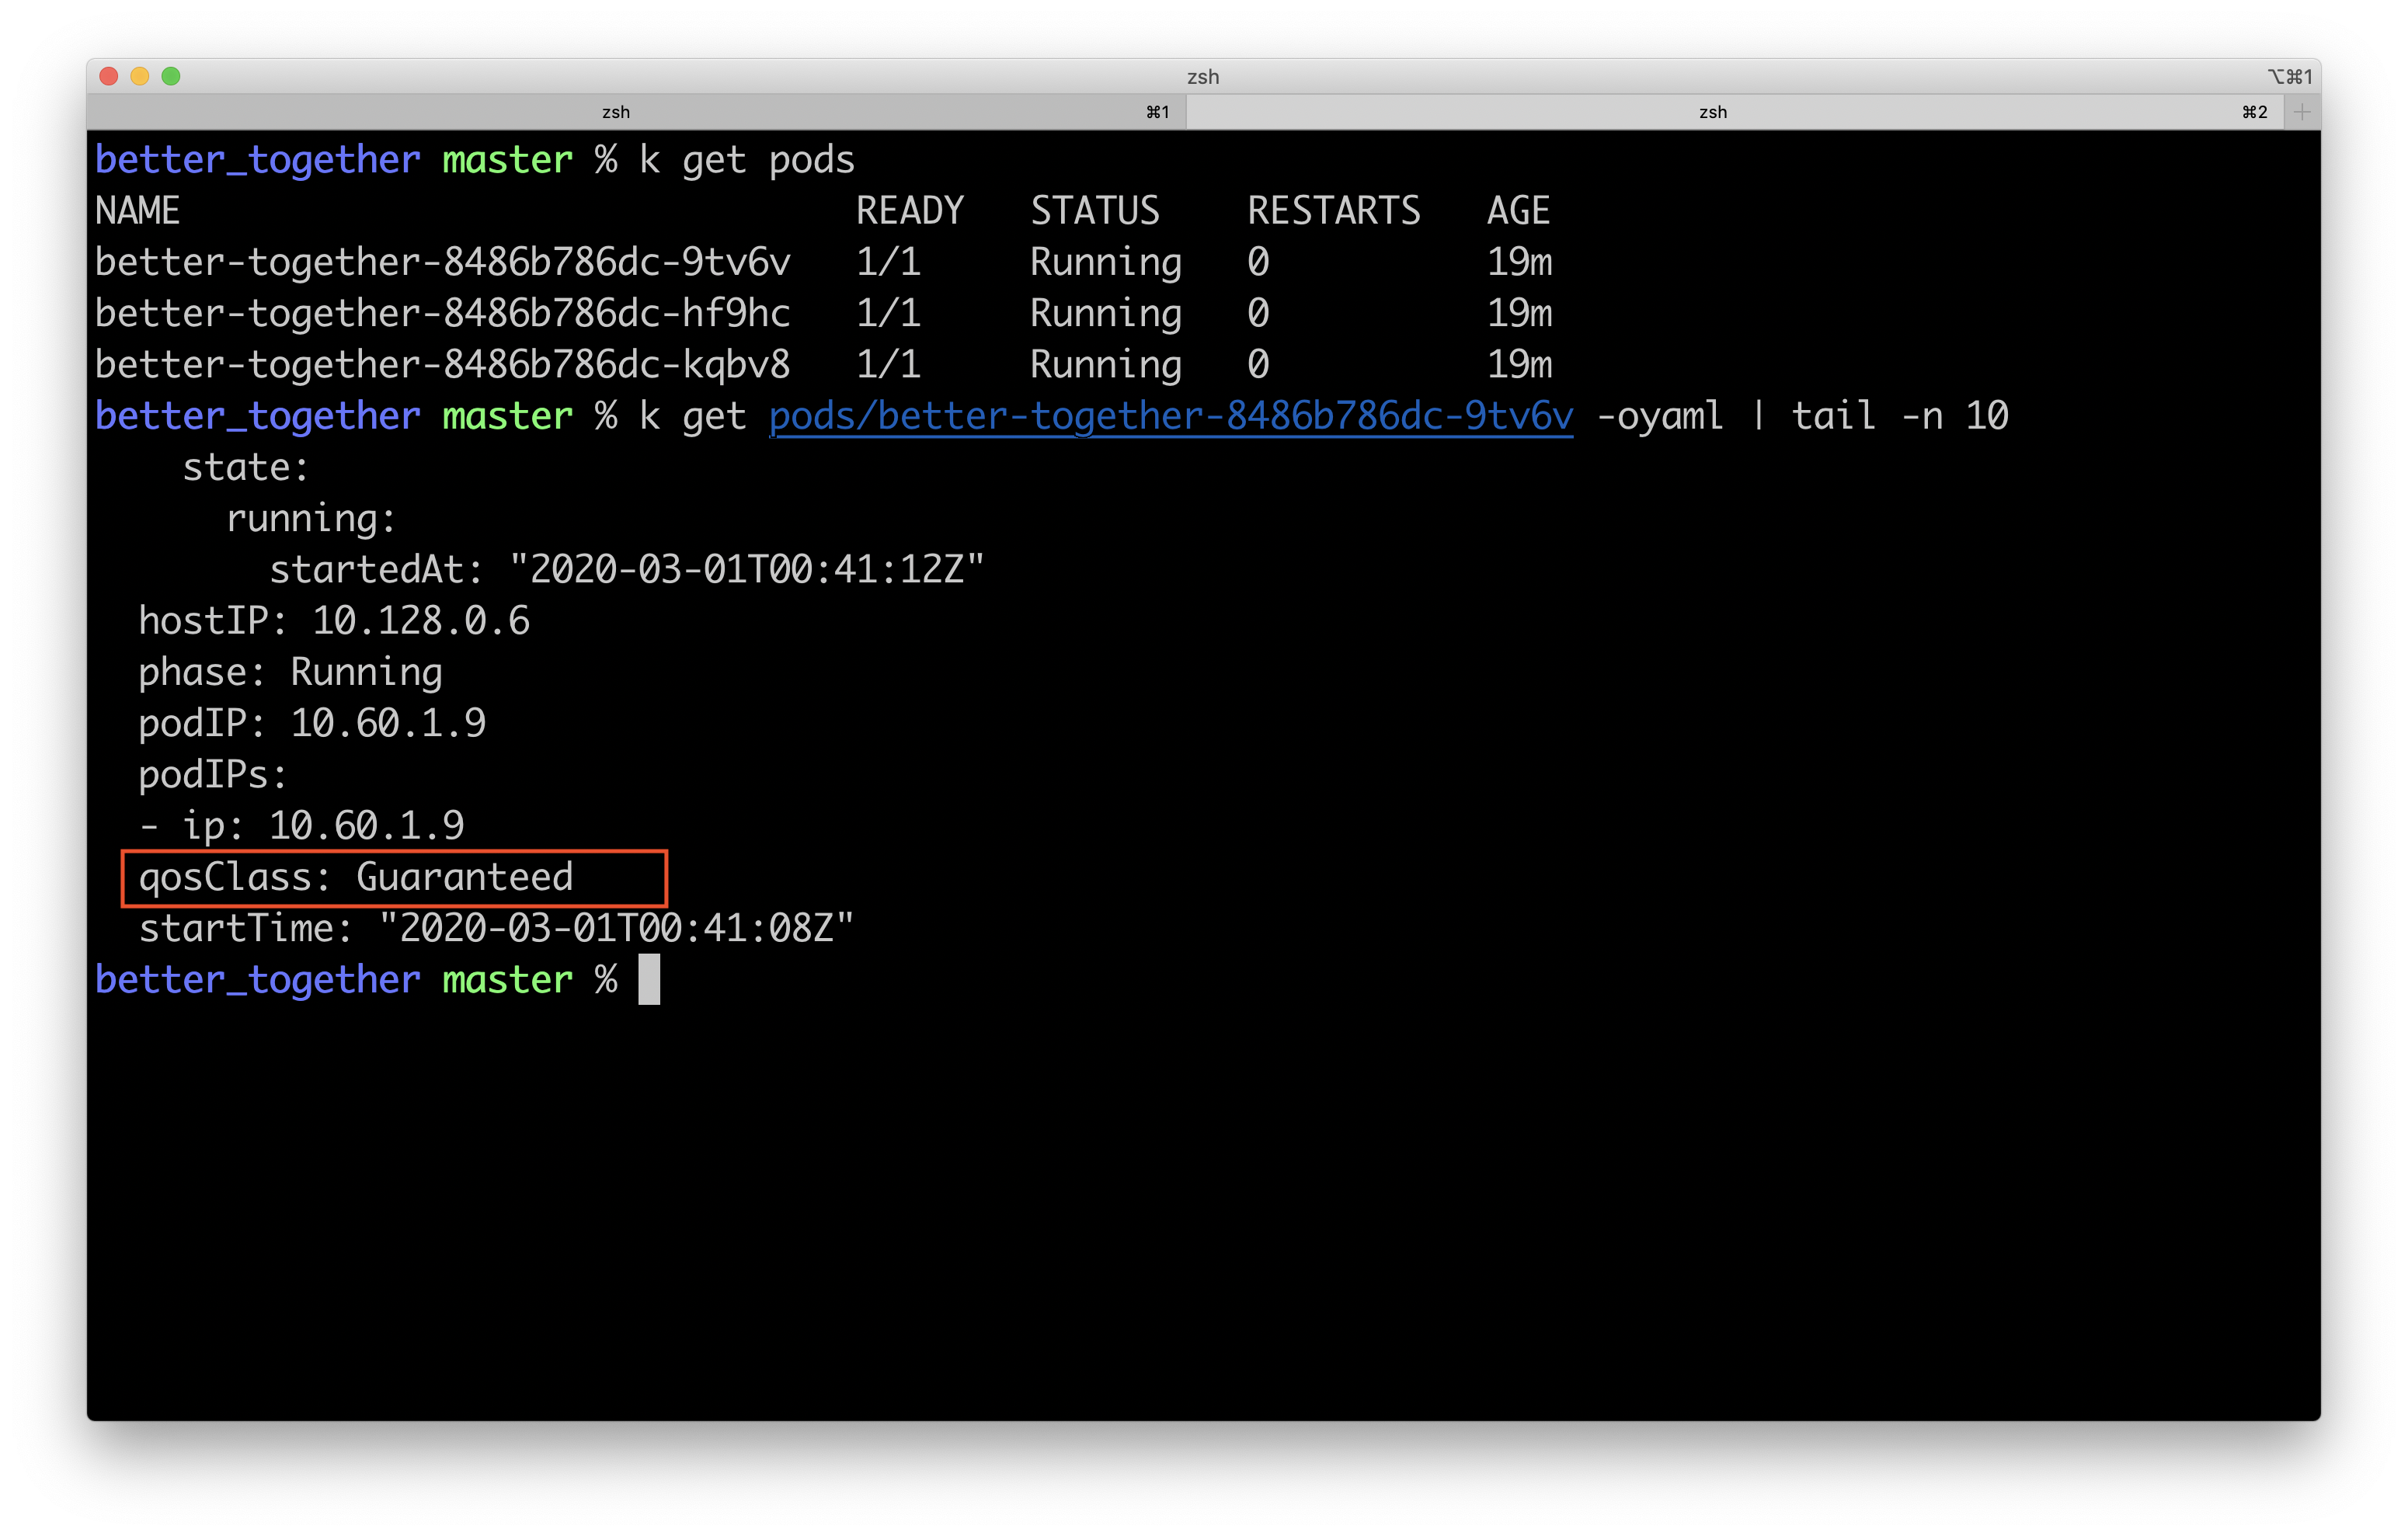 zsh ⌥⌘1
zsh ⌘1 zsh ⌘2 +
better_together master % k get pods
NAME                               READY   STATUS    RESTARTS   AGE
better-together-8486b786dc-9tv6v   1/1     Running   0          19m
better-together-8486b786dc-hf9hc   1/1     Running   0          19m
better-together-8486b786dc-kqbv8   1/1     Running   0          19m
better_together master % k get pods/better-together-8486b786dc-9tv6v -oyaml | tail -n 10
    state:
      running:
        startedAt: "2020-03-01T00:41:12Z"
  hostIP: 10.128.0.6
  phase: Running
  podIP: 10.60.1.9
  podIPs:
  - ip: 10.60.1.9
  qosClass: Guaranteed
  startTime: "2020-03-01T00:41:08Z"
better_together master %